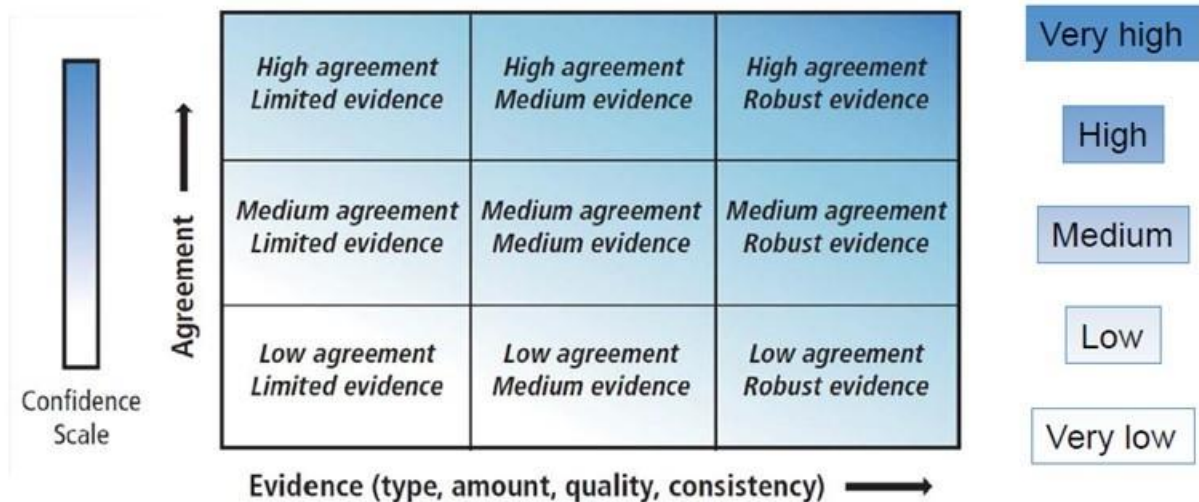 High agreement
Limited evidence
High agreement
Medium evidence
High agreement
Robust evidence
Medium agreement
Limited evidence
Medium agreement
Medium evidence
Medium agreement
Robust evidence
Low agreement
Limited evidence
Low agreement
Medium evidence
Low agreement
Robust evidence
Agreement
Evidence (type, amount, quality, consistency)
Confidence
Scale
Very high
High
Medium
Low
Very low